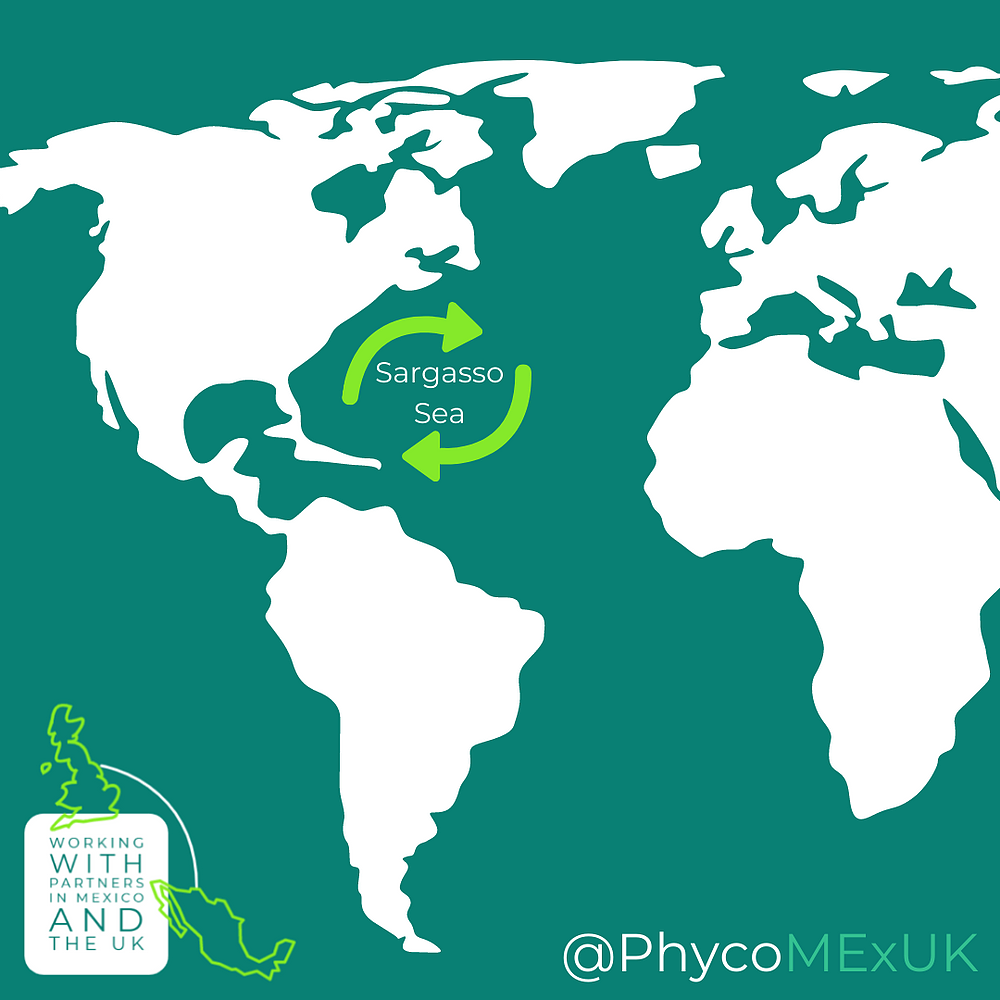 Sargasso
Sea
WORKING
WITH
PARTNERS
IN MEXICO
AND
THE UK
@PhycoMExUK